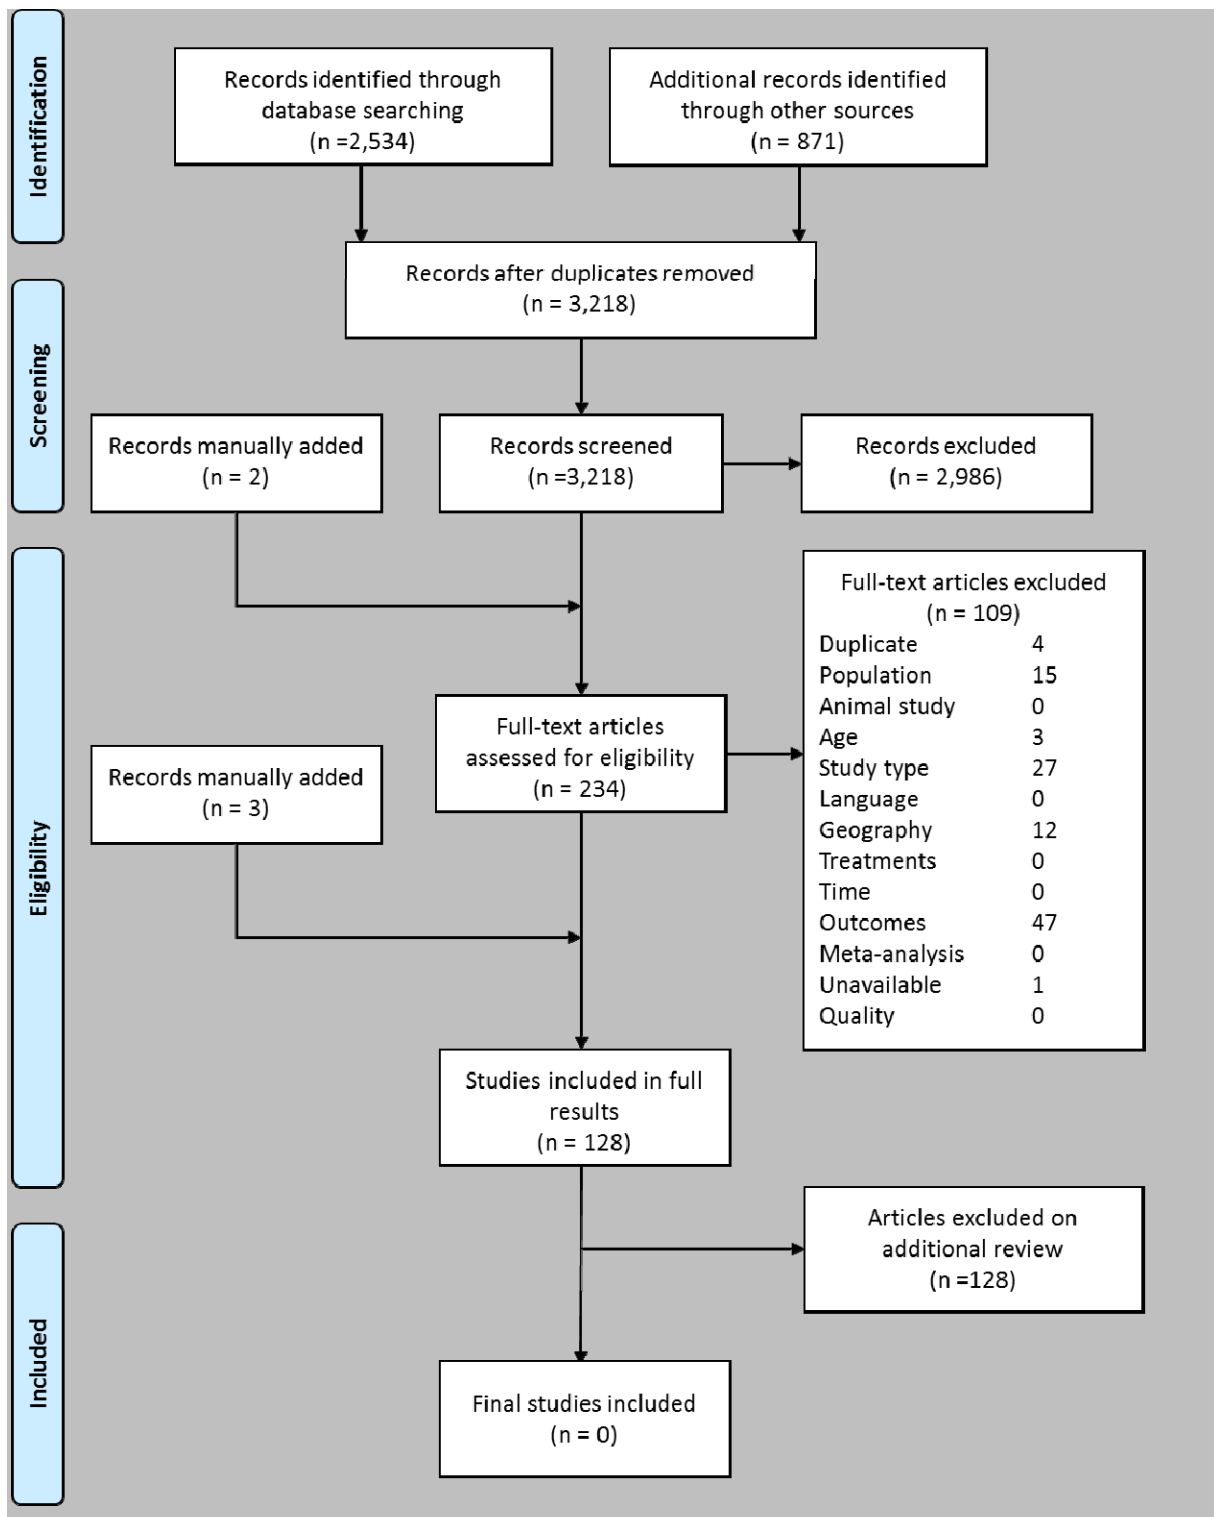 Identification
Records identified through
database searching
(n =2,534)
Additional records identified
through other sources
(n = 871)
Records after duplicates removed
(n = 3,218)
Screening
Records manually added
(n = 2)
Records screened
(n =3,218)
Records excluded
(n = 2,986)
Eligibility
Full-text articles excluded
(n = 109)
Duplicate 4
Population 15
Animal study 0
Age 3
Study type 27
Language 0
Geography 12
Treatments 0
Time 0
Outcomes 47
Meta-analysis 0
Unavailable 1
Quality 0
Full-text articles
assessed for eligibility
(n = 234)
Records manually added
(n = 3)
Studies included in full
results
(n = 128)
Included
Articles excluded on
additional review
(n =128)
Final studies included
(n = 0)